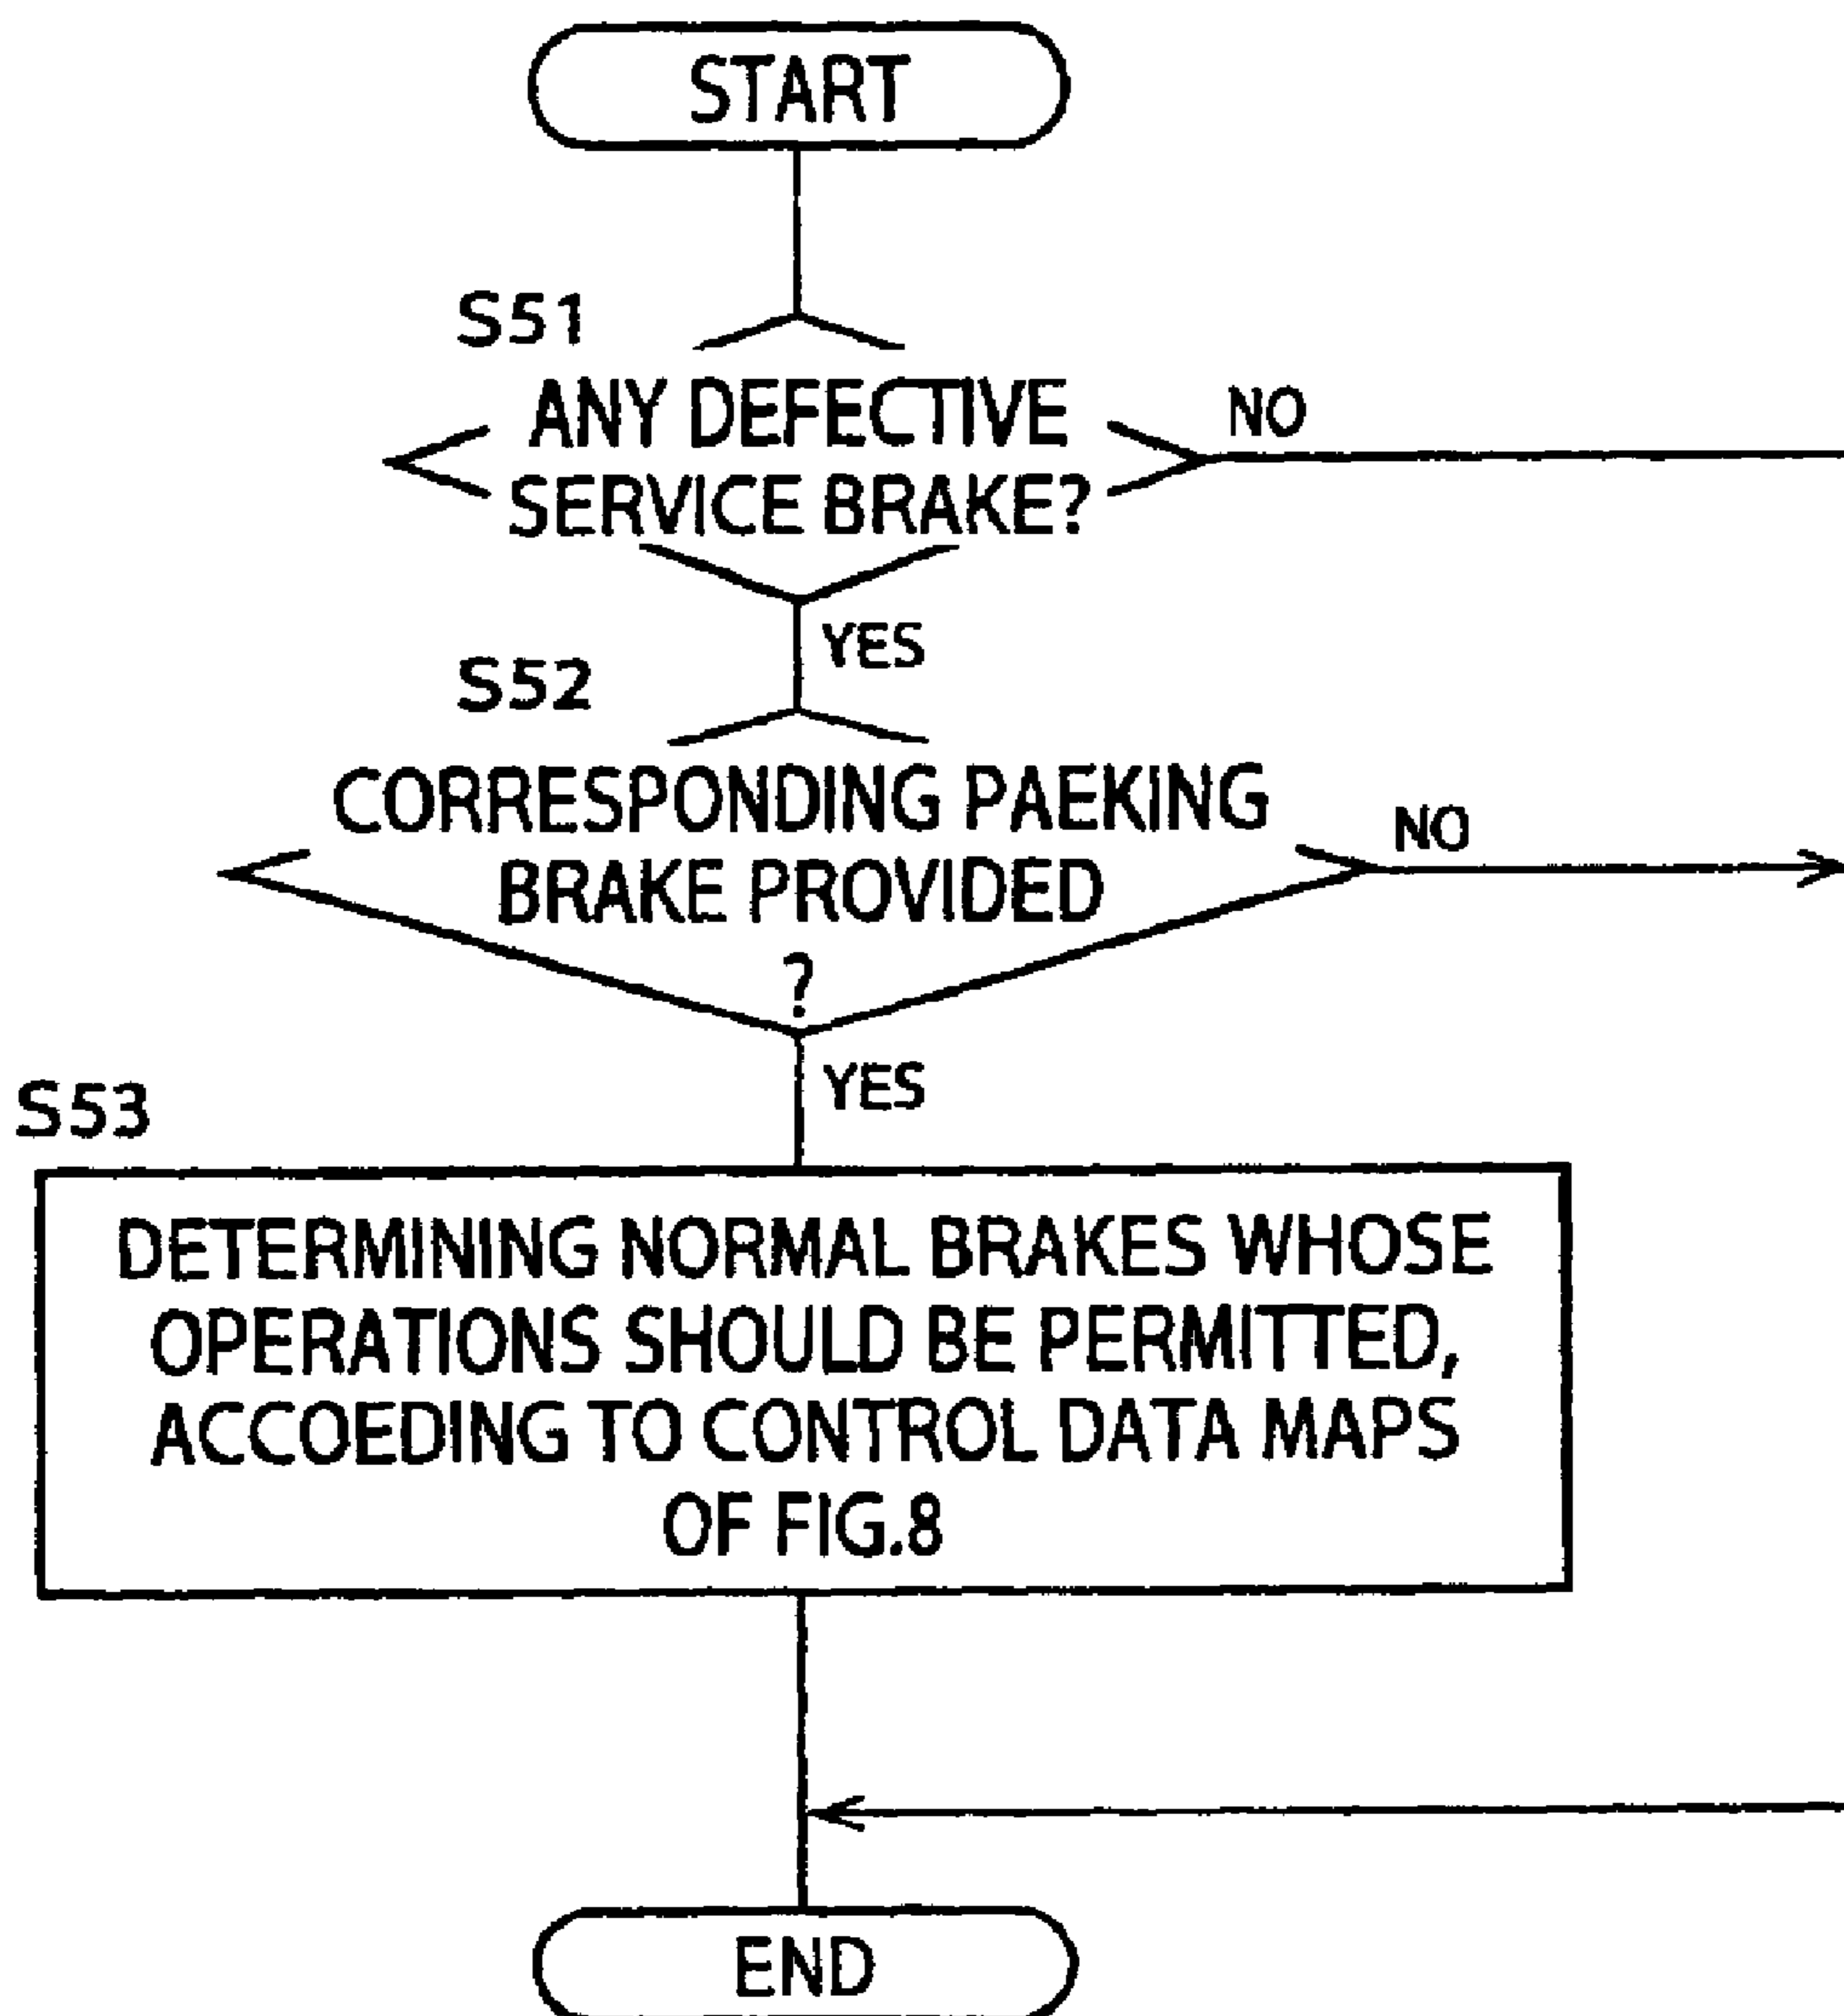 START
S51
ANY DEFECTIVE
SERVICE BRAKE?
NO
YES
S52
CORRESPONDING PAEKING
BRAKE PROVIDED
?
NO
YES
S53
DETERMINING NORMAL BRAKES WHOSE
OPERATIONS SHOULD BE PERMITTED,
ACCOEDING TO CONTROL DATA MAPS
OF FIG.8
END